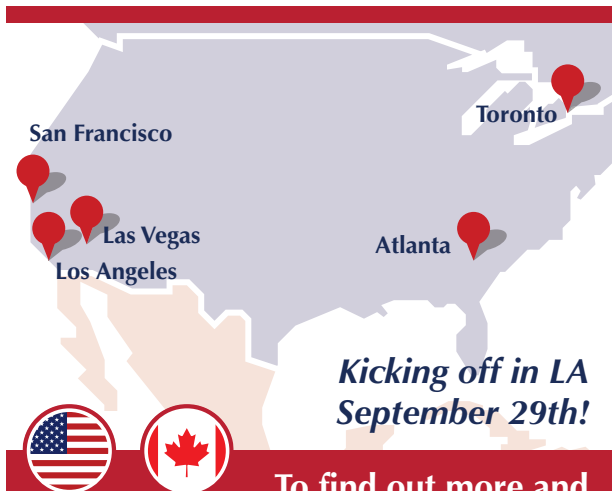 Toronto
San Francisco
Las Vegas
Atlanta
Los Angeles
Kicking off in LA
September 29th!
To find out more and